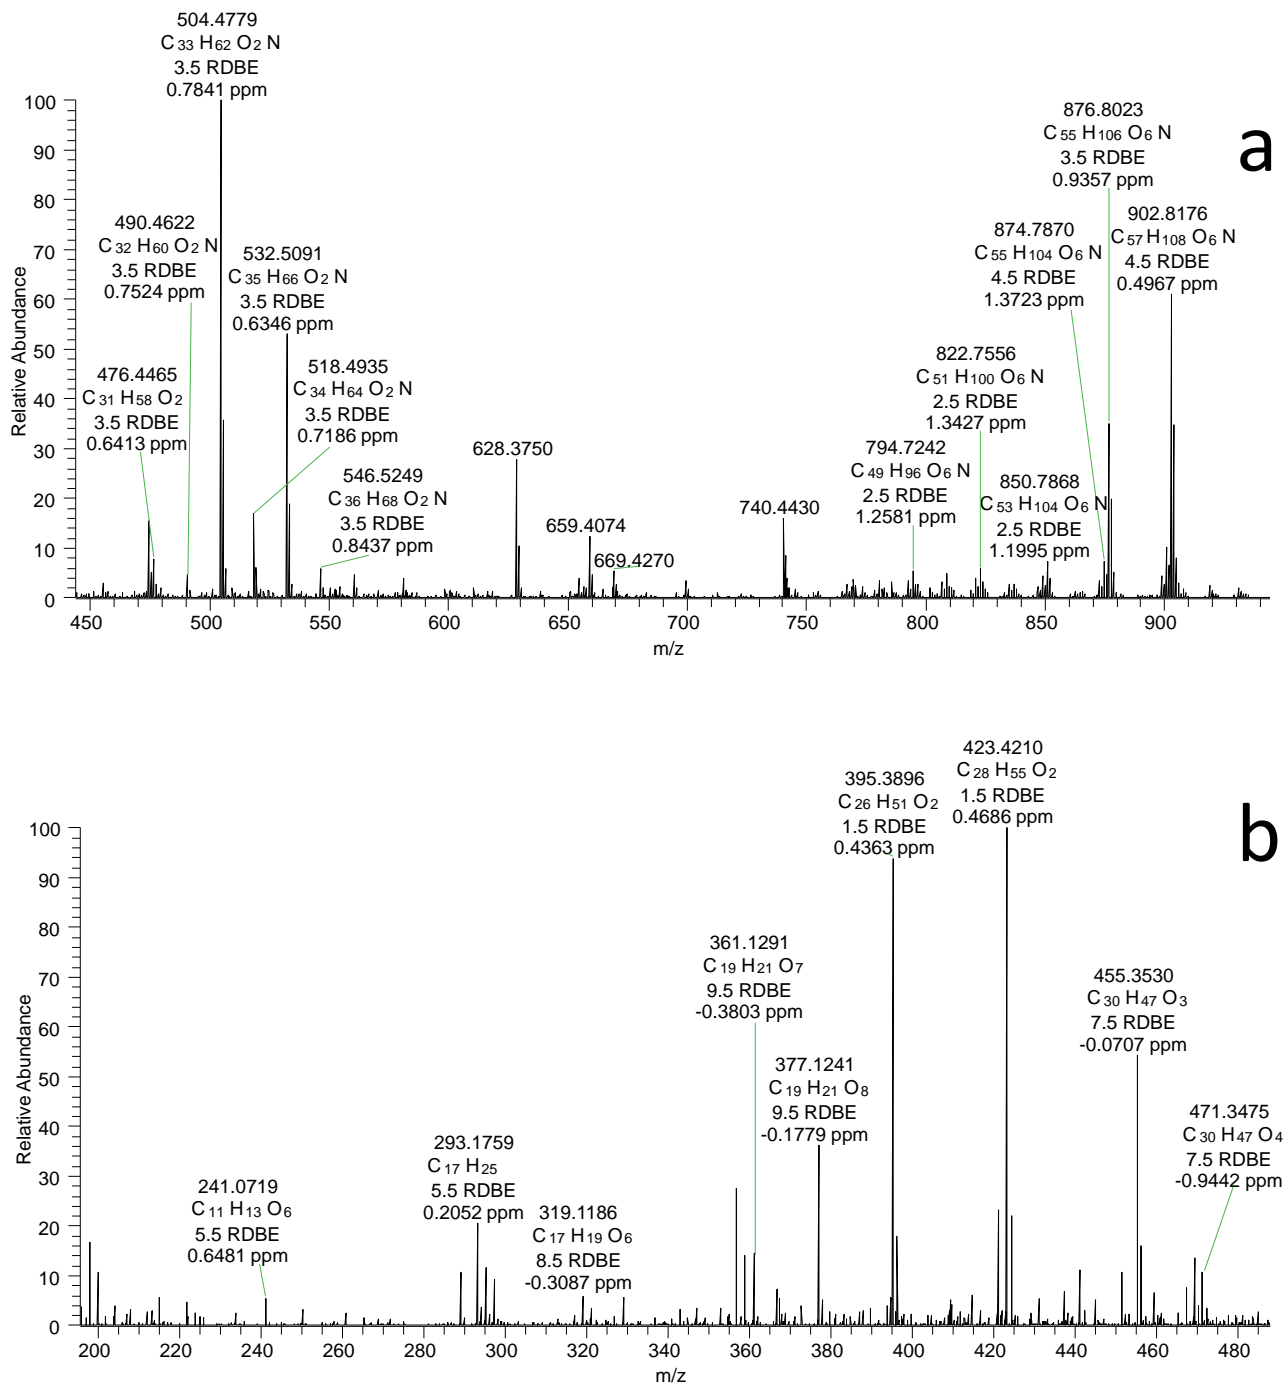 504.4779
C33 H62 O2 N
3.5 RDBE
0.7841 ppm
a
876.8023
C55 H106 O6 N
3.5 RDBE
0.9357 ppm
490.4622
C32 H60 O2 N
3.5 RDBE
0.7524 ppm
532.5091
C35 H66 O2 N
3.5 RDBE
0.6346 ppm
874.7870
C55 H104 O6 N
4.5 RDBE
1.3723 ppm
902.8176
C57 H108 O6 N
4.5 RDBE
0.4967 ppm
476.4465
C31 H58 O2
3.5 RDBE
0.6413 ppm
518.4935
C34 H64 O2 N
3.5 RDBE
0.7186 ppm
822.7556
C51 H100 O6 N
2.5 RDBE
1.3427 ppm
546.5249
C36 H68 O2 N
3.5 RDBE
0.8437 ppm
628.3750
659.4074
669.4270
740.4430
794.7242
C49 H96 O6 N
2.5 RDBE
1.2581 ppm
850.7868
C53 H104 O6 N
2.5 RDBE
1.1995 ppm
Relative Abundance
100
90
80
70
60
50
40
30
20
10
0
450 500 550 600 650 700 750 800 850 900
m/z
b
423.4210
C28 H55 O2
1.5 RDBE
0.4686 ppm
395.3896
C26 H51 O2
1.5 RDBE
0.4363 ppm
361.1291
C19 H21 O7
9.5 RDBE
-0.3803 ppm
455.3530
C30 H47 O3
7.5 RDBE
-0.0707 ppm
377.1241
C19 H21 O8
9.5 RDBE
-0.1779 ppm
471.3475
C30 H47 O4
7.5 RDBE
-0.9442 ppm
293.1759
C17 H25
5.5 RDBE
0.2052 ppm
241.0719
C11 H13 O6
5.5 RDBE
0.6481 ppm
319.1186
C17 H19 O6
8.5 RDBE
-0.3087 ppm
Relative Abundance
100
90
80
70
60
50
40
30
20
10
0
200 220 240 260 280 300 320 340 360 380 400 420 440 460 480
m/z